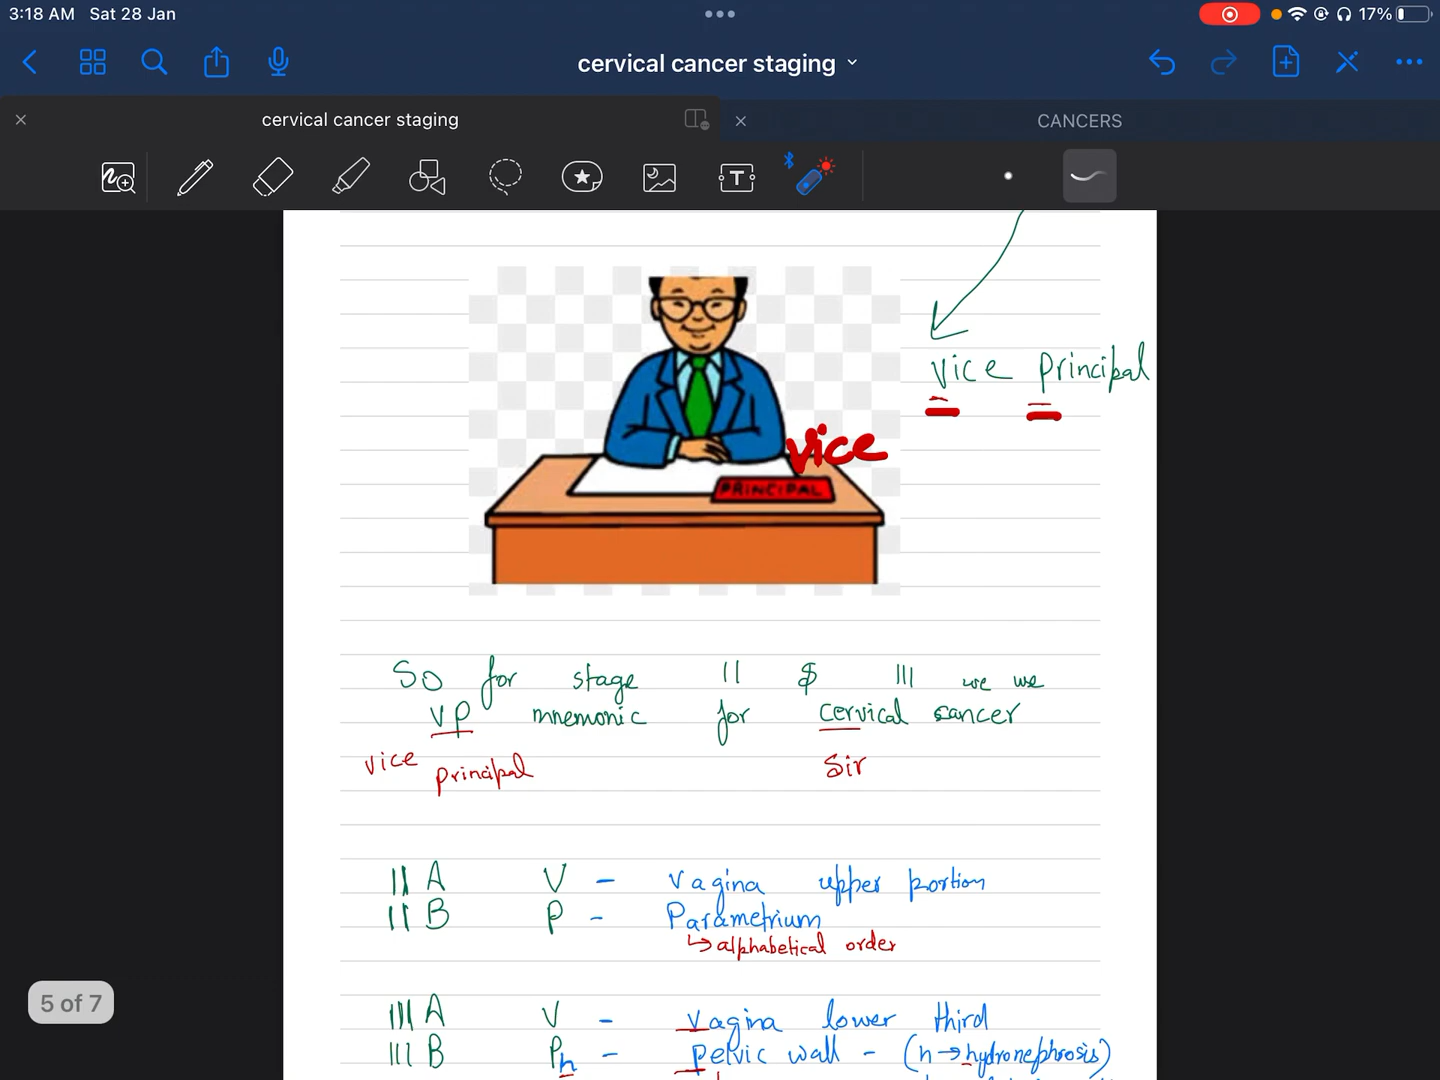 3:18 AM Sat 28 Jan
17%
cervical cancer staging
cervical cancer staging
CANCERS
T
vice principal
vice
PRINCIPAL
So for stage II & III we we
VP mnemonic for cervical cancer
vice principal Sir
II A V - vagina upper portion
II B P - Parametrium
↳ alphabetical order
III A V - vagina lower third
III B Ph - pelvic wall - (h → hydronephrosis)
5 of 7